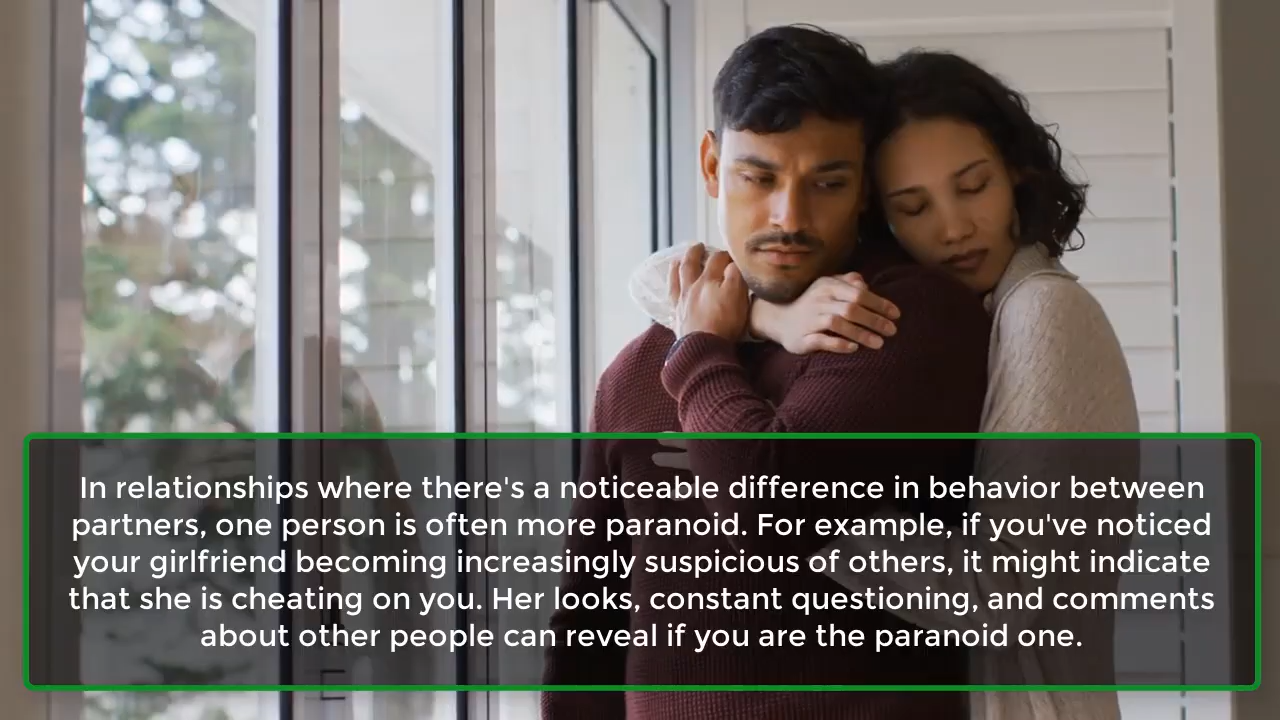 In relationships where there's a noticeable difference in behavior between
partners, one person is often more paranoid. For example, if you've noticed
your girlfriend becoming increasingly suspicious of others, it might indicate
that she is cheating on you. Her looks, constant questioning, and comments
about other people can reveal if you are the paranoid one.